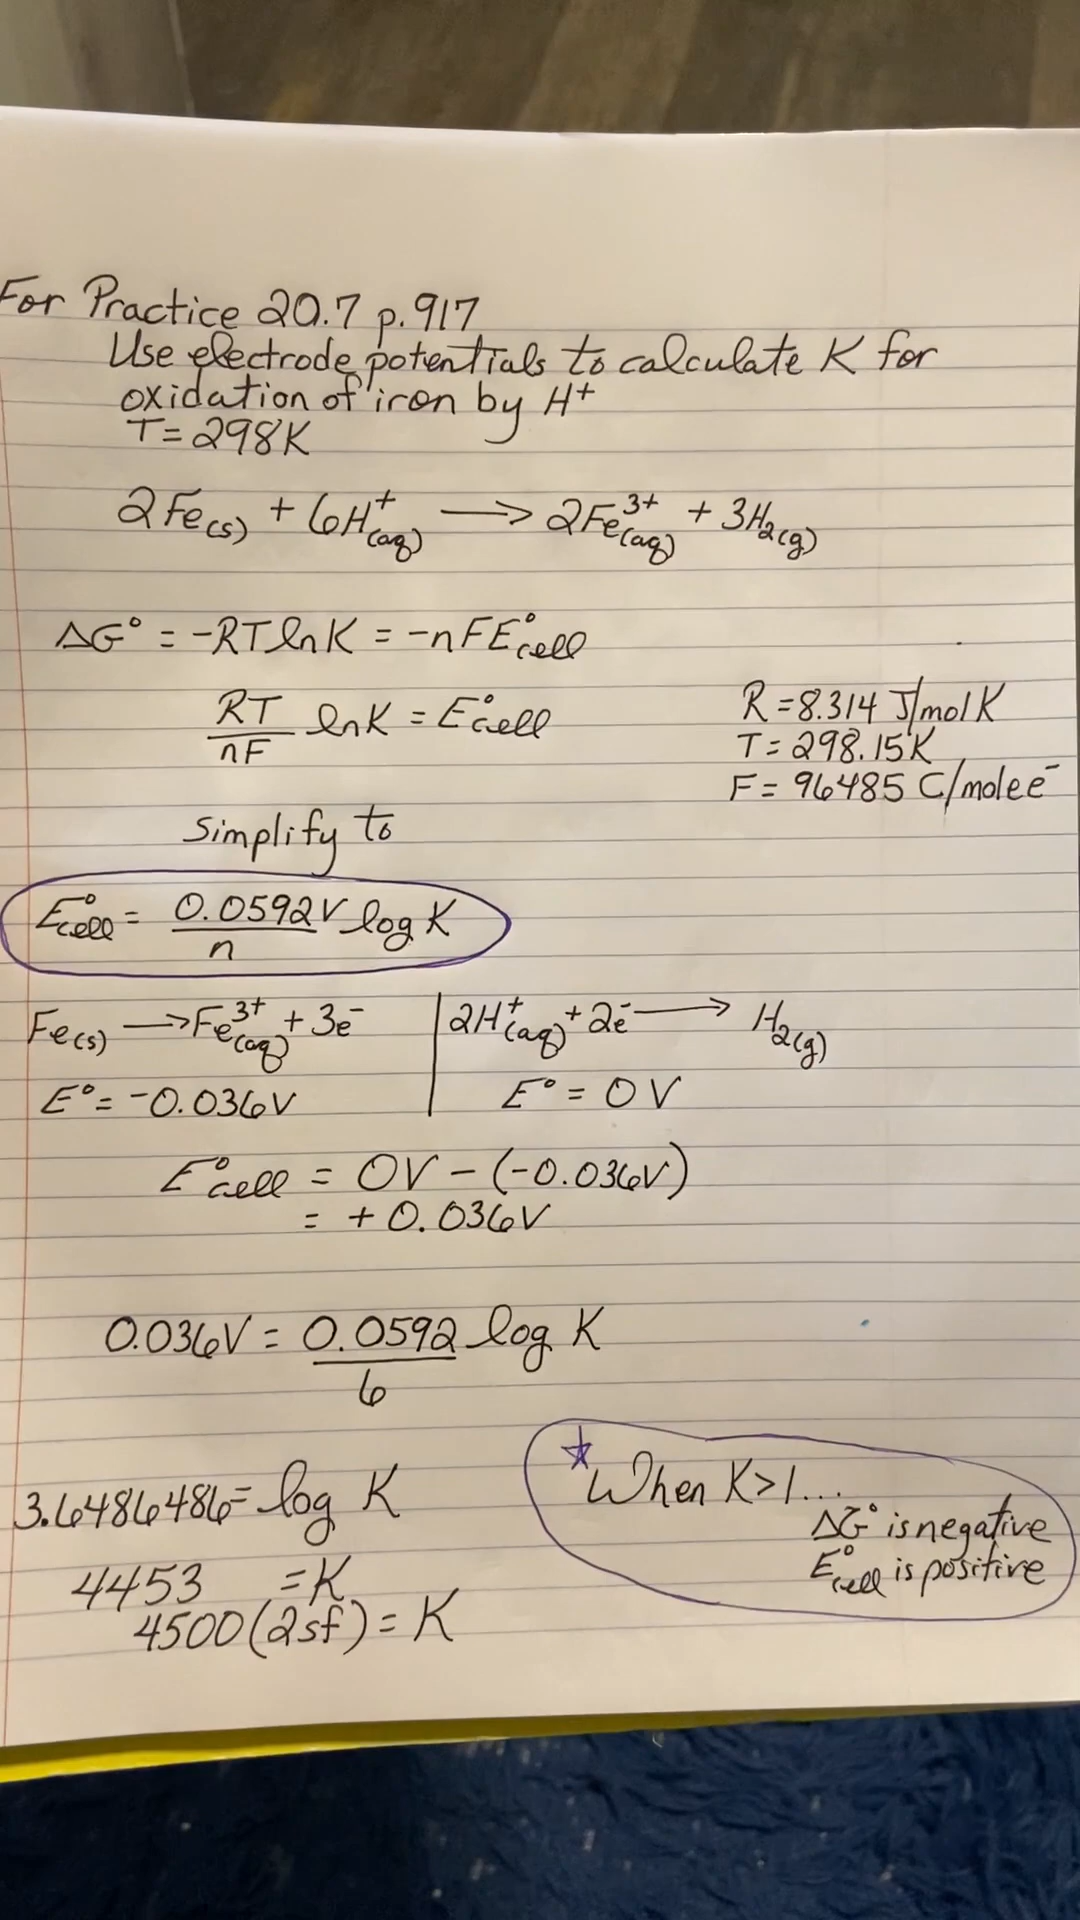 For Practice 20.7 p.917
Use electrode potentials to calculate K for
oxidation of iron by H⁺
T = 298K
2Fe(s) + 6H⁺(aq) ⟶ 2Fe³⁺(aq) + 3H₂(g)
ΔG° = -RTlnK = -nFE°cell
RT/nF lnK = E°cell
R = 8.314 J/mol K
T = 298.15K
F = 96485 C/mole e⁻
Simplify to
E°cell = 0.0592V/n log K
Fe(s) ⟶ Fe³⁺(aq) + 3e⁻ | 2H⁺(aq) + 2e⁻ ⟶ H₂(g)
E° = -0.036V | E° = 0V
E°cell = 0V - (-0.036V)
= +0.036V
0.036V = 0.0592/6 log K
3.6486486 = log K
4453 = K
4500 (2sf) = K
☆ When K>1...
ΔG° is negative
E°cell is positive